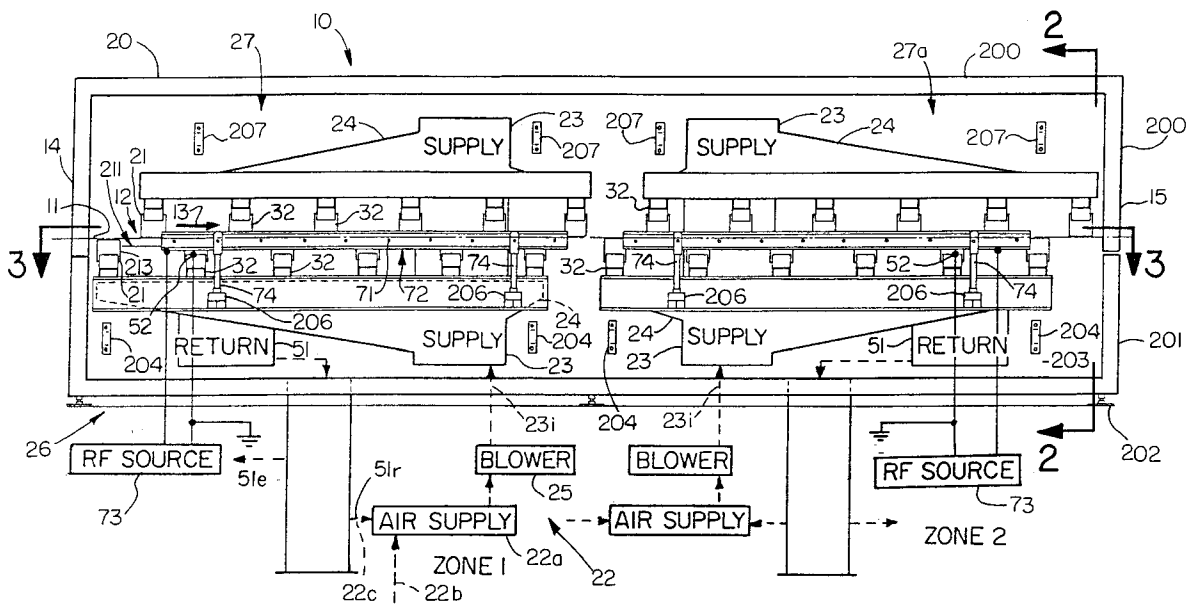 10
2
20
27
27a
200
23
23
207
24
SUPPLY
207
207
SUPPLY
24
207
200
14
21
211
12
13
32
32
32
15
11
3
3
213
21
32
32
74
71
72
74
32
74
52
74
52
206
206
206
206
24
204
RETURN
51
SUPPLY
204
23
24
23
SUPPLY
51
RETURN
204
203
201
204
26
23i
23i
2
202
RF SOURCE
51e
51r
BLOWER
BLOWER
RF SOURCE
73
25
73
AIR SUPPLY
AIR SUPPLY
ZONE 1
22a
22
ZONE 2
22c
22b